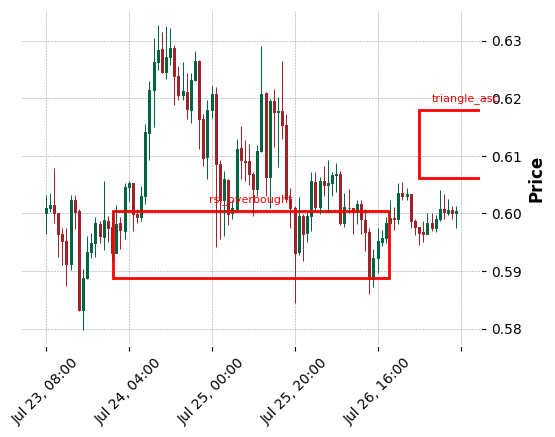 0.63
triangle_asc
0.62
0.61
Price
rsi_overbought
0.60
0.59
0.58
Jul 23, 08:00
Jul 24, 04:00
Jul 25, 00:00
Jul 25, 20:00
Jul 26, 16:00